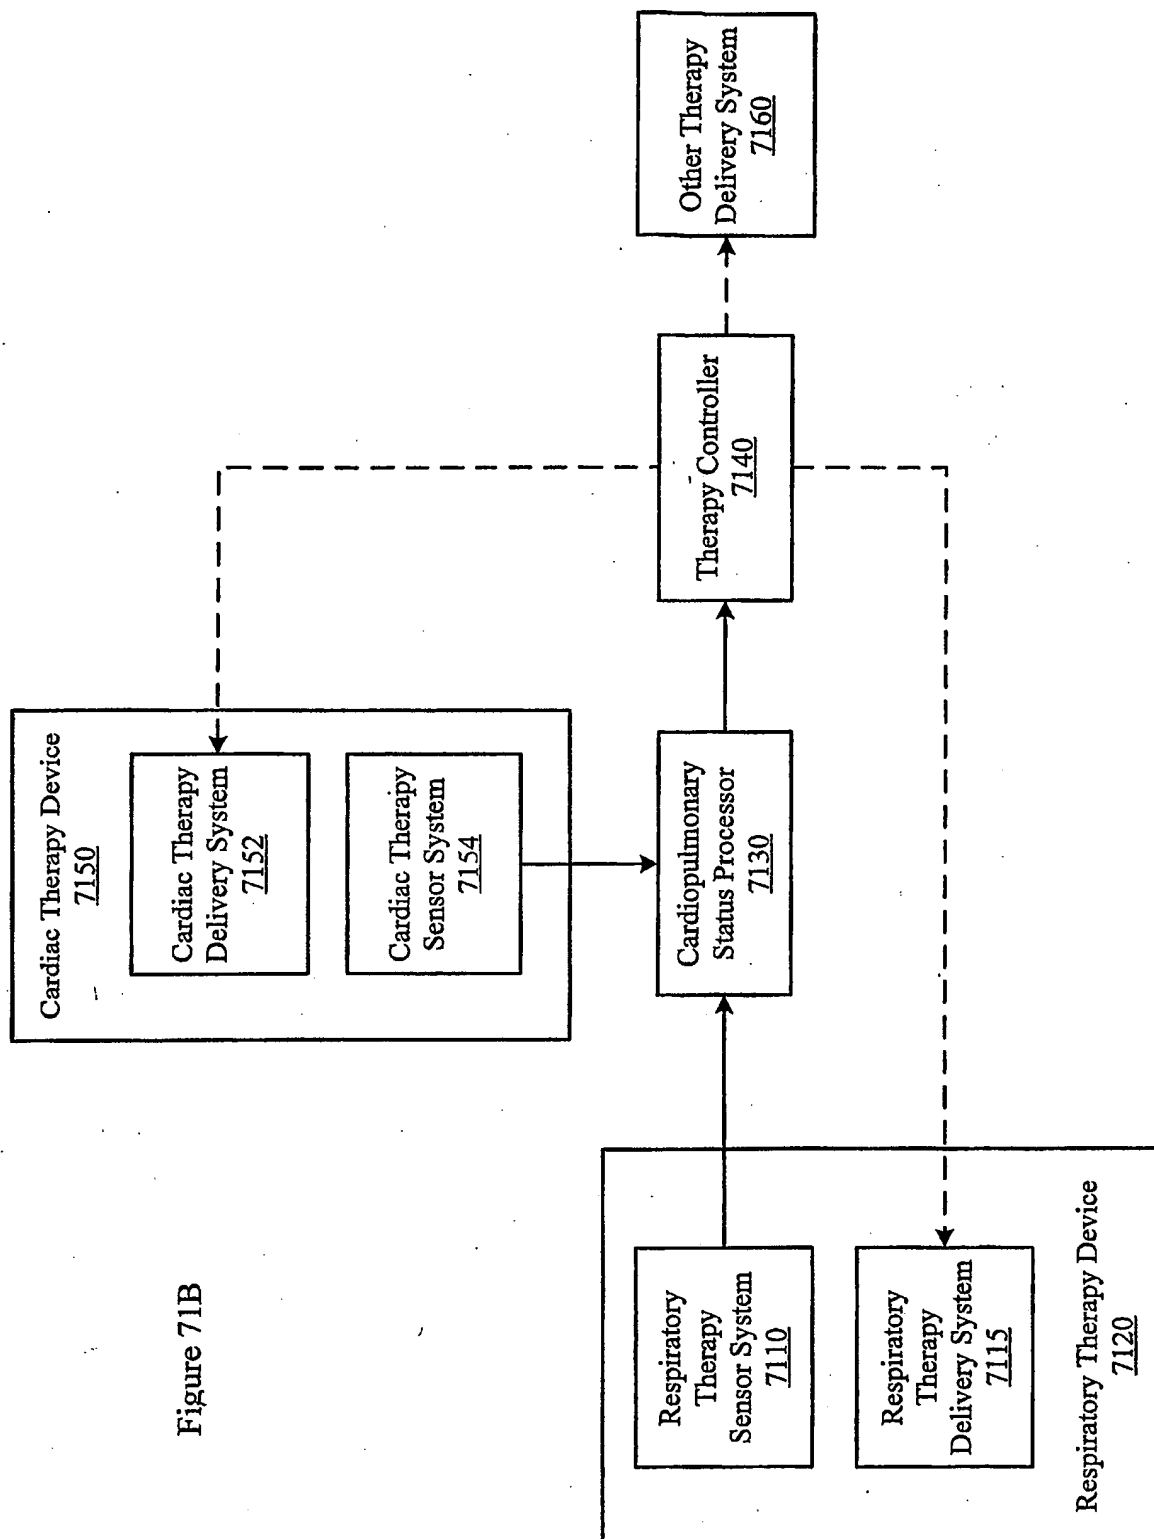 Cardiac Therapy Device
7150
Cardiac Therapy
Delivery System
7152
Cardiac Therapy
Sensor System
7154
Respiratory
Therapy
Sensor System
7110
Cardiopulmonary
Status Processor
7130
Therapy Controller
7140
Other Therapy
Delivery System
7160
Respiratory
Therapy
Delivery System
7115
Respiratory Therapy Device
7120
Figure 71B